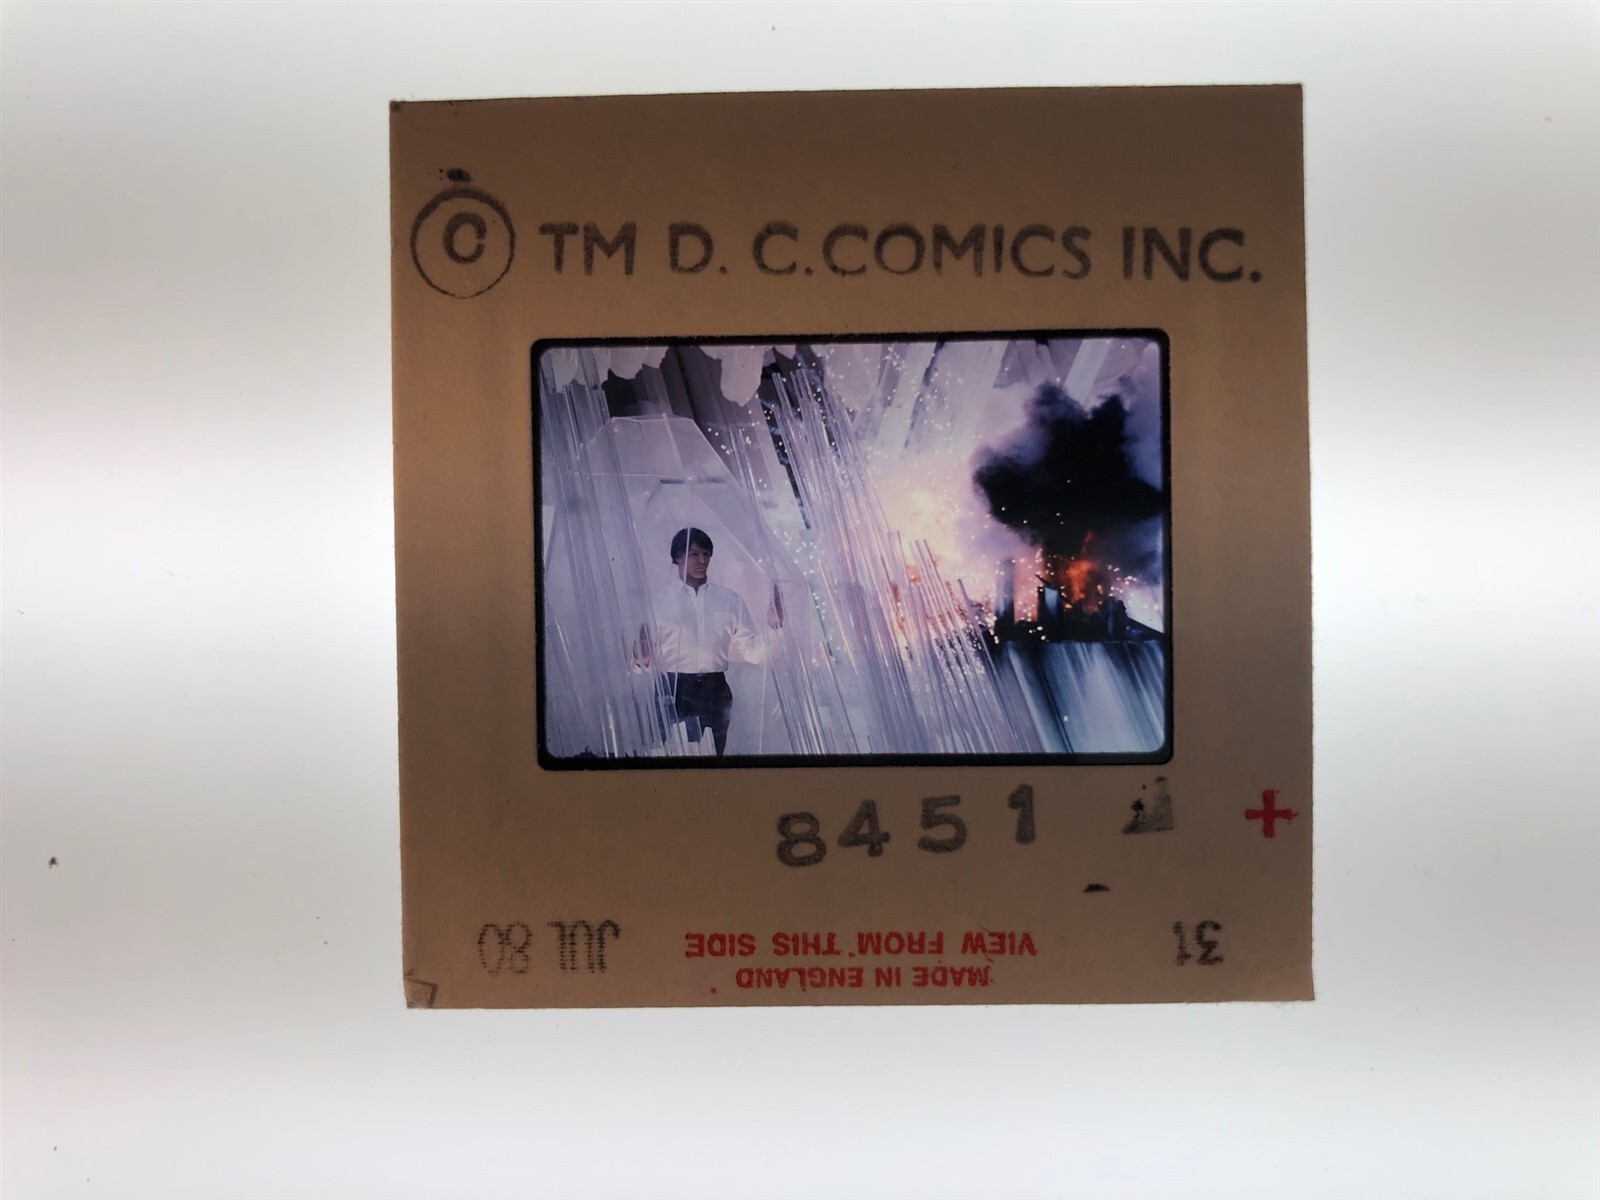 © TM D. C. COMICS INC.
8451
+
JUL 80
VIEW FROM THIS SIDE
31
MADE IN ENGLAND